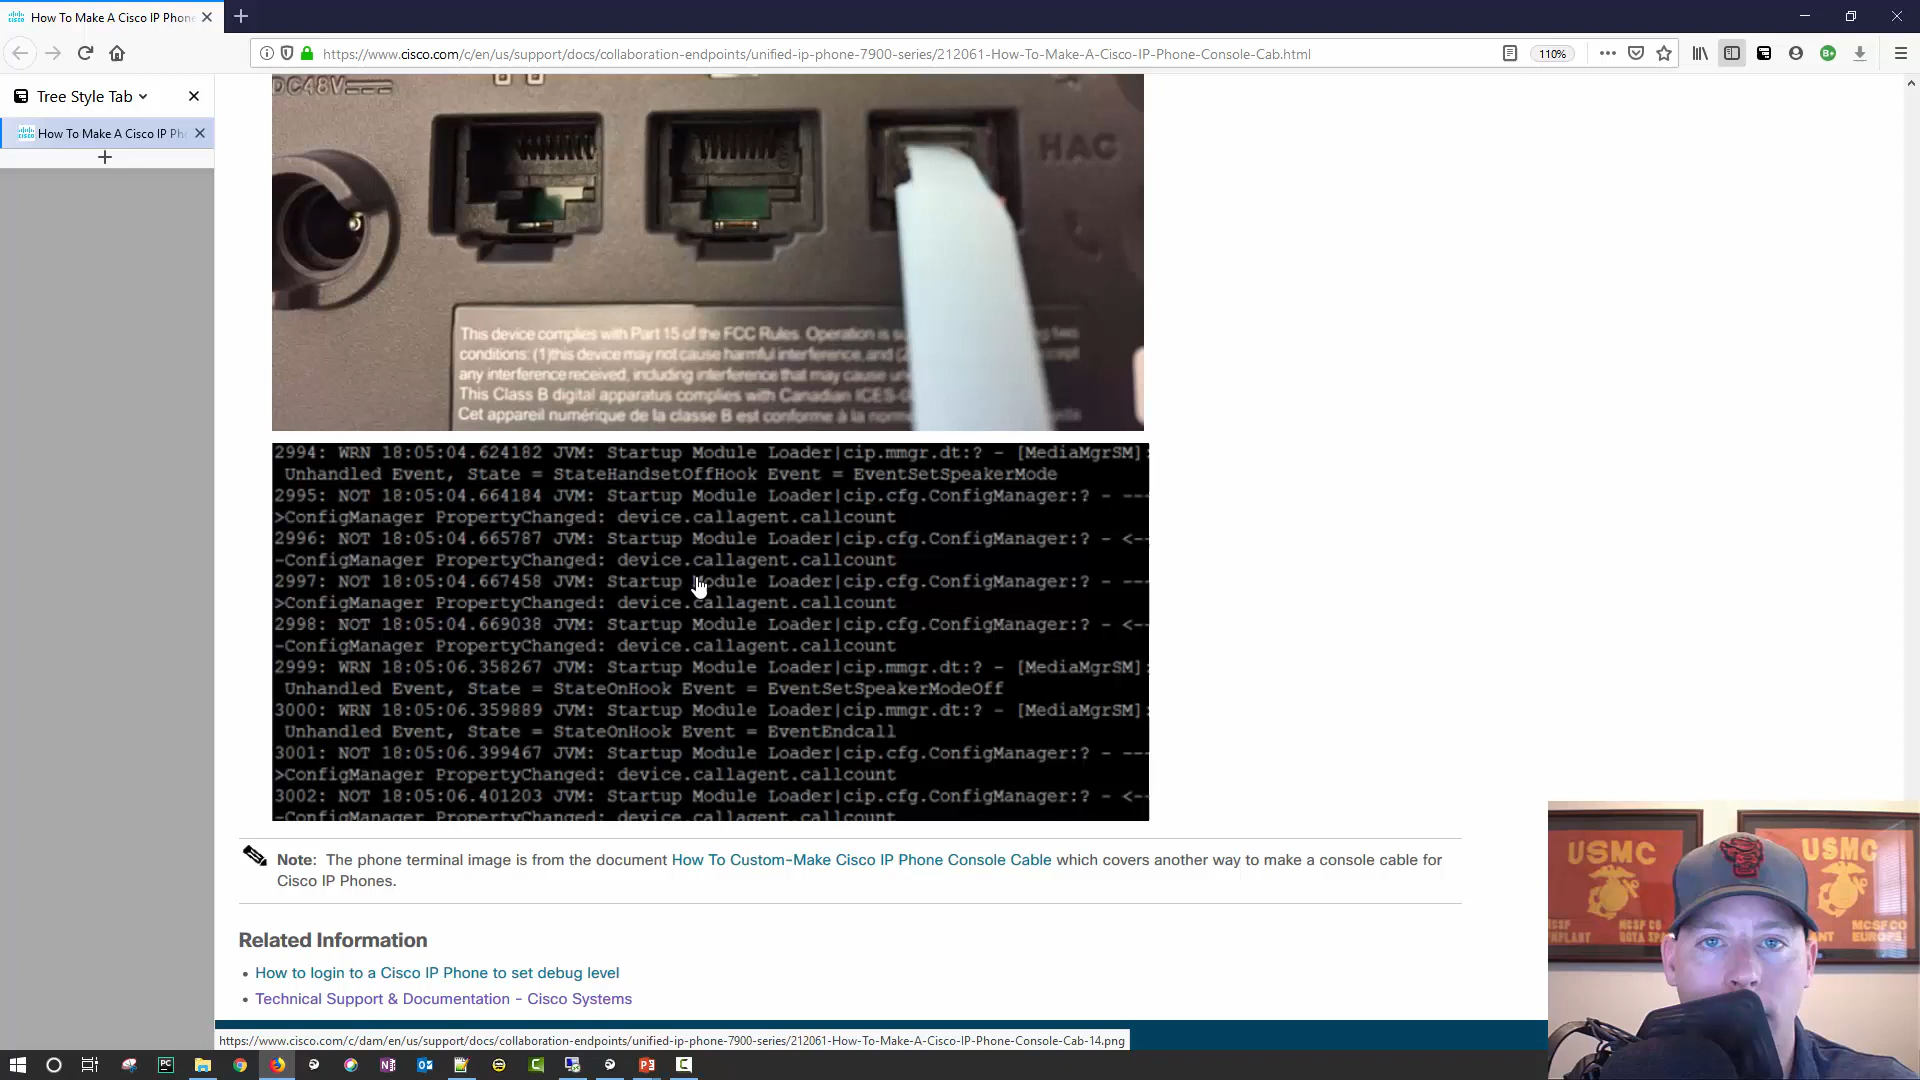 How To Make A Cisco IP Phone
https://www.cisco.com/c/en/us/support/docs/collaboration-endpoints/unified-ip-phone-7900-series/212061-How-To-Make-A-Cisco-IP-Phone-Console-Cab.html
110%
Tree Style Tab
How To Make A Cisco IP Ph
DC48V
HAC
This device complies with Part 15 of the FCC Rules. Operation is
conditions: (1)this device may not cause harmful interference, and
any interference received, including interference that may cause
This Class B digital apparatus complies with Canadian ICES-
Cet appareil numérique de la classe B est conforme à la
2994: WRN 18:05:04.624182 JVM: Startup Module Loader|cip.mmgr.dt:? - [MediaMgrSM]:
Unhandled Event, State = StateHandsetOffHook Event = EventSetSpeakerMode
2995: NOT 18:05:04.664184 JVM: Startup Module Loader|cip.cfg.ConfigManager:? - ---
>ConfigManager PropertyChanged: device.callagent.callcount
2996: NOT 18:05:04.665787 JVM: Startup Module Loader|cip.cfg.ConfigManager:? - <--
-ConfigManager PropertyChanged: device.callagent.callcount
2997: NOT 18:05:04.667458 JVM: Startup Module Loader|cip.cfg.ConfigManager:? - ---
>ConfigManager PropertyChanged: device.callagent.callcount
2998: NOT 18:05:04.669038 JVM: Startup Module Loader|cip.cfg.ConfigManager:? - <--
-ConfigManager PropertyChanged: device.callagent.callcount
2999: WRN 18:05:06.358267 JVM: Startup Module Loader|cip.mmgr.dt:? - [MediaMgrSM]:
Unhandled Event, State = StateOnHook Event = EventSetSpeakerModeOff
3000: WRN 18:05:06.359889 JVM: Startup Module Loader|cip.mmgr.dt:? - [MediaMgrSM]:
Unhandled Event, State = StateOnHook Event = EventEndcall
3001: NOT 18:05:06.399467 JVM: Startup Module Loader|cip.cfg.ConfigManager:? - ---
>ConfigManager PropertyChanged: device.callagent.callcount
3002: NOT 18:05:06.401203 JVM: Startup Module Loader|cip.cfg.ConfigManager:? - <--
-ConfigManager PropertyChanged: device.callagent.callcount
Note: The phone terminal image is from the document How To Custom-Make Cisco IP Phone Console Cable which covers another way to make a console cable for
Cisco IP Phones.
Related Information
• How to login to a Cisco IP Phone to set debug level
• Technical Support & Documentation - Cisco Systems
https://www.cisco.com/c/dam/en/us/support/docs/collaboration-endpoints/unified-ip-phone-7900-series/212061-How-To-Make-A-Cisco-IP-Phone-Console-Cab-14.png
USMC
USMC
MCSF
MCSF CO
MCSF CO
ROTA
EUROPE